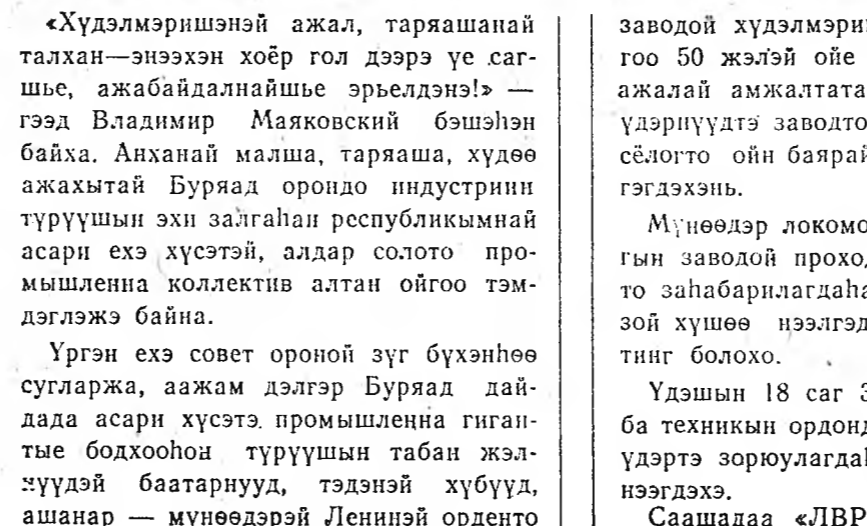 «Хүдэлмэришэнэй ажал, таряашанай
талхан—энээхэн хоёр гол дээрэ үе саг-
шье, ажабайдалнайшье эрьелдэнэ!» —
гээд Владимир Маяковский бэшэһэн
байха. Анханай малша, таряаша, хүдөө
ажахытай Буряад орондо индустриин
түрүүшын эхи залгаһан республикымнай
асари ехэ хүсэтэй, алдар солото про-
мышленна коллектив алтан ойгоо тэм-
дэглэжэ байна.
Үргэн ехэ совет ороной зүг бүхэнһөө
сугларжа, аажам дэлгэр Буряад дай-
дада асари хүсэтэ промышленна гиган-
тые бодхооһон түрүүшын табан жэл-
нүүдэй баатарнууд, тэдэнэй хүбүүд,
ашанар — мүнөөдэрэй Ленинэй орденто
заводой хүдэлмэри
гоо 50 жэлэй ойе
ажалай амжалтата
үдэрнүүдтэ заводто
сёлогто ойн баярай
гэгдэхэнь.
Мүнөөдэр локомо
гын заводой проход
то заһабарилагдаһа
зой хүшөө нээлгэд
тинг болохо.
Үдэшын 18 саг 3
ба техникын ордонд
үдэртэ зорюулагдаһ
нээгдэхэ.
Саашадаа «ЛВР